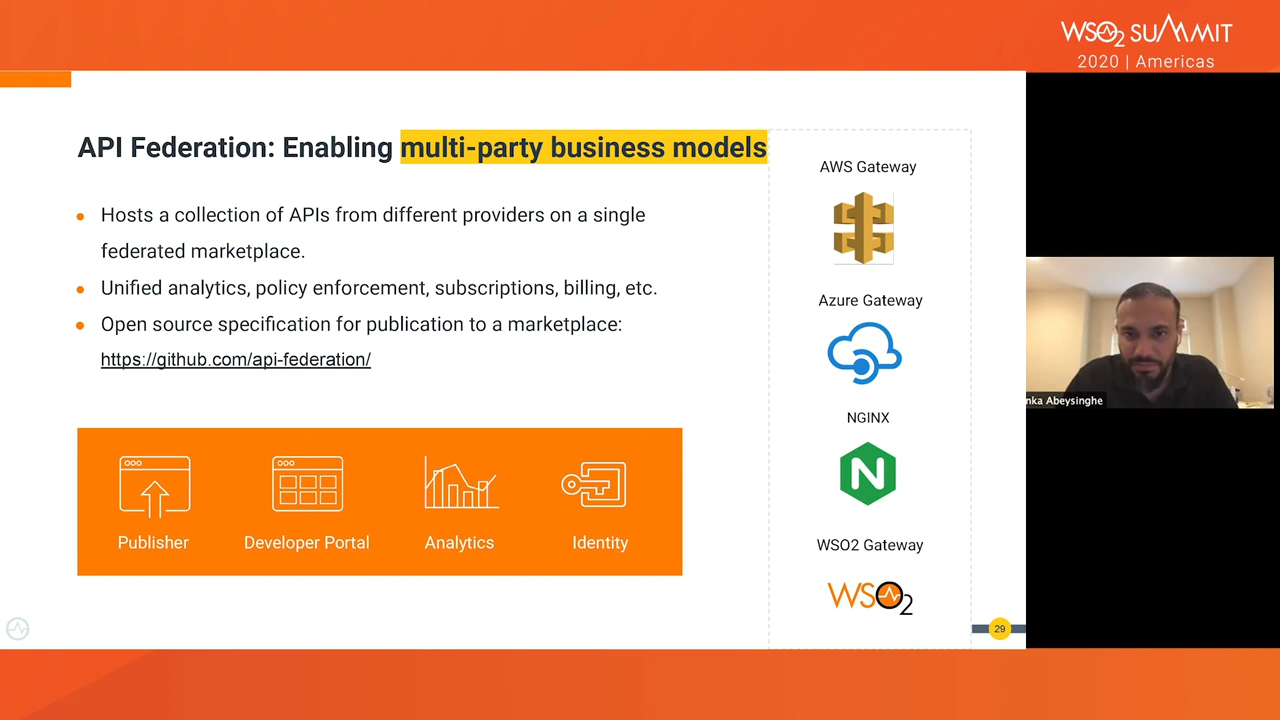 WSO2 SUMMIT
2020 | Americas
API Federation: Enabling multi-party business models
Hosts a collection of APIs from different providers on a single
federated marketplace.
Unified analytics, policy enforcement, subscriptions, billing, etc.
Open source specification for publication to a marketplace:
https://github.com/api-federation/
Publisher
Developer Portal
Analytics
Identity
AWS Gateway
Azure Gateway
NGINX
N
WSO2 Gateway
WSO2
29
nka Abeysinghe